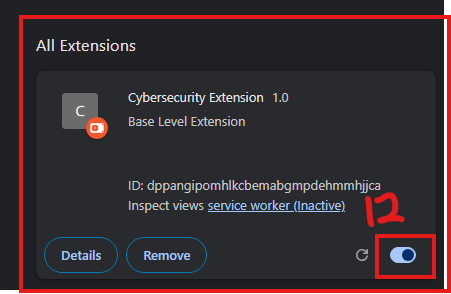 All Extensions
C
Cybersecurity Extension 1.0
Base Level Extension
ID: dppangipomhlkcbemabgmpdehmmhjjca
Inspect views service worker (Inactive)
12
Details
Remove